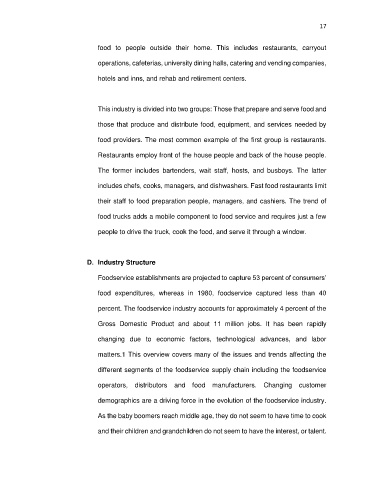 17
food to people outside their home. This includes restaurants, carryout
operations, cafeterias, university dining halls, catering and vending companies,
hotels and inns, and rehab and retirement centers.
This industry is divided into two groups: Those that prepare and serve food and
those that produce and distribute food, equipment, and services needed by
food providers. The most common example of the first group is restaurants.
Restaurants employ front of the house people and back of the house people.
The former includes bartenders, wait staff, hosts, and busboys. The latter
includes chefs, cooks, managers, and dishwashers. Fast food restaurants limit
their staff to food preparation people, managers, and cashiers. The trend of
food trucks adds a mobile component to food service and requires just a few
people to drive the truck, cook the food, and serve it through a window.
D. Industry Structure
Foodservice establishments are projected to capture 53 percent of consumers'
food expenditures, whereas in 1980, foodservice captured less than 40
percent. The foodservice industry accounts for approximately 4 percent of the
Gross Domestic Product and about 11 million jobs. It has been rapidly
changing due to economic factors, technological advances, and labor
matters.1 This overview covers many of the issues and trends affecting the
different segments of the foodservice supply chain including the foodservice
operators, distributors and food manufacturers. Changing customer
demographics are a driving force in the evolution of the foodservice industry.
As the baby boomers reach middle age, they do not seem to have time to cook
and their children and grandchildren do not seem to have the interest, or talent.